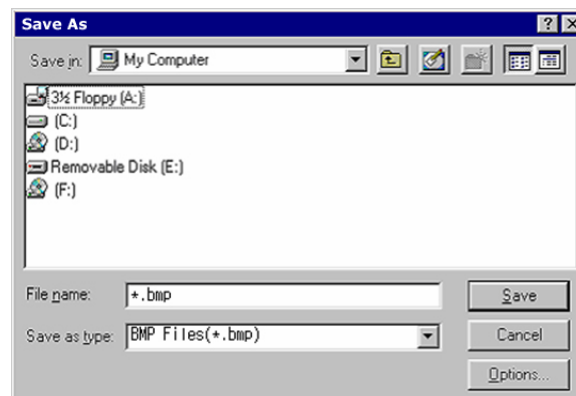 Save As
Save in: My Computer
3½ Floppy (A:)
(C:)
(D:)
Removable Disk (E:)
(F:)
File name: *.bmp Save
Save as type: BMP Files(*.bmp) Cancel
Options...